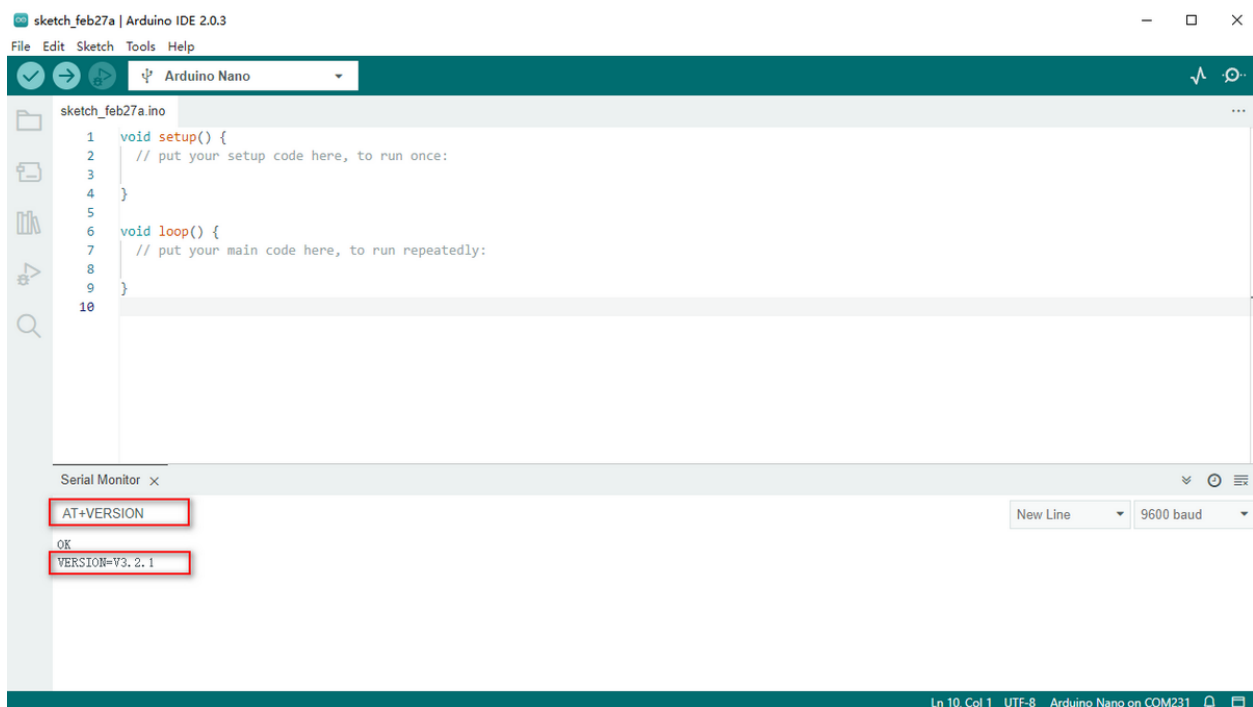 sketch_feb27a | Arduino IDE 2.0.3
File Edit Sketch Tools Help
Arduino Nano
sketch_feb27a.ino
1 void setup() {
2 // put your setup code here, to run once:
3
4 }
5
6 void loop() {
7 // put your main code here, to run repeatedly:
8
9 }
10
Serial Monitor
AT+VERSION
New Line
9600 baud
OK
VERSION=V3.2.1
Ln 10, Col 1 UTF-8 Arduino Nano on COM231